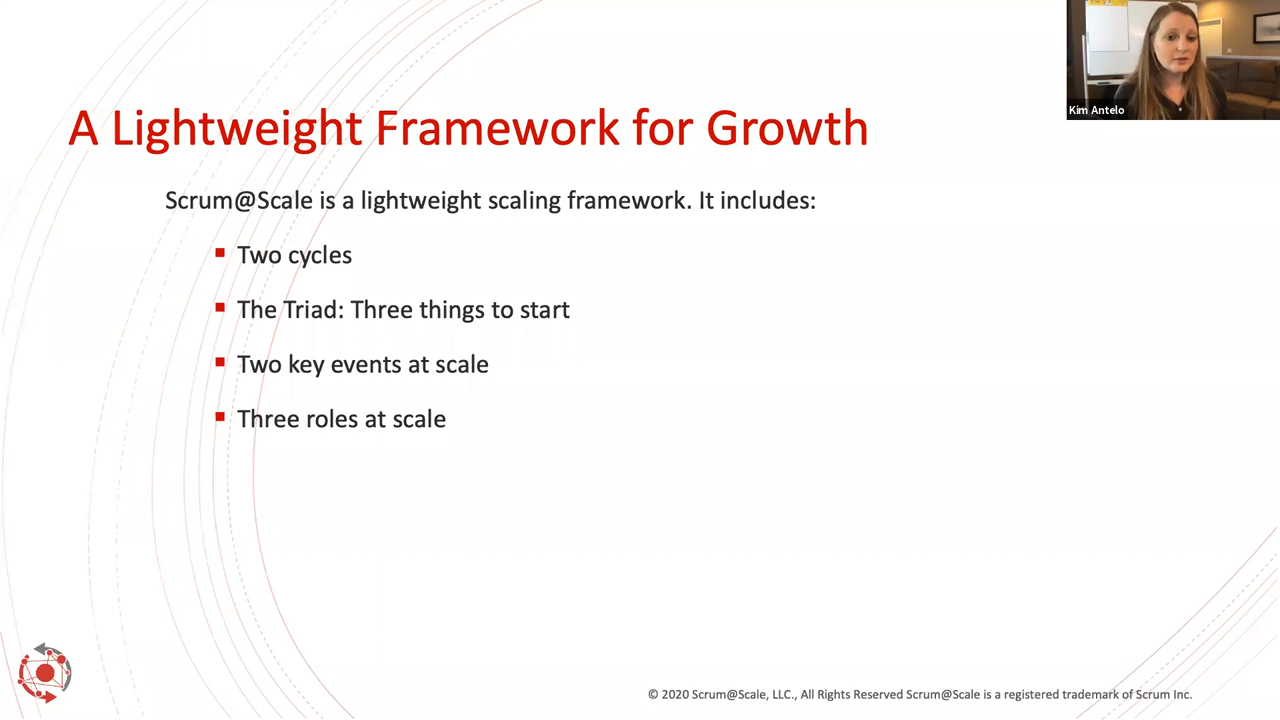 A Lightweight Framework for Growth
Kim Antelo
Scrum@Scale is a lightweight scaling framework. It includes:
Two cycles
The Triad: Three things to start
Two key events at scale
Three roles at scale
© 2020 Scrum@Scale, LLC., All Rights Reserved Scrum@Scale is a registered trademark of Scrum Inc.